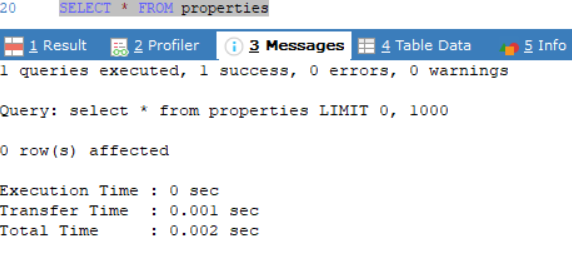 20 SELECT * FROM properties
1 Result 2 Profiler 3 Messages 4 Table Data 5 Info
1 queries executed, 1 success, 0 errors, 0 warnings
Query: select * from properties LIMIT 0, 1000
0 row(s) affected
Execution Time : 0 sec
Transfer Time : 0.001 sec
Total Time : 0.002 sec